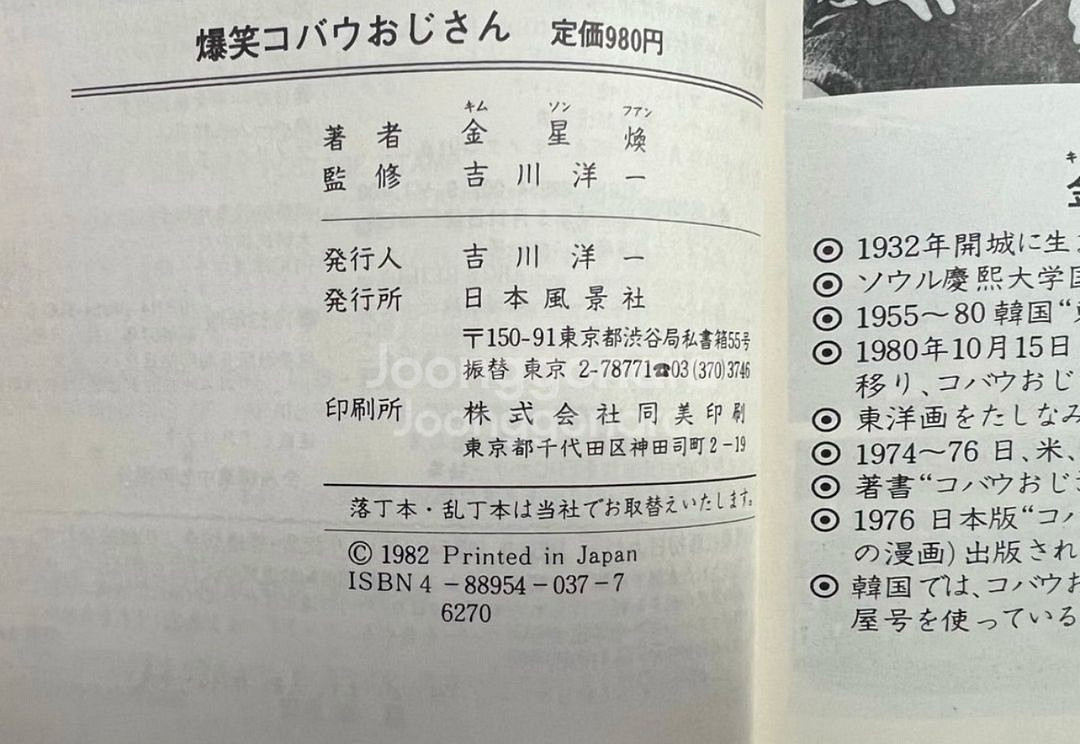 爆笑コバウおじさん 定価980円
キム ソン ファン
著者 金星煥
監修 吉川洋一
発行人 吉川洋一
発行所 日本風景社
〒150-91東京都渋谷局私書箱55号
振替 東京 2-78771☎03(370)3746
印刷所 株式会社同美印刷
東京都千代田区神田司町2-19
落丁本・乱丁本は当社でお取替えいたします。
© 1982 Printed in Japan
ISBN4-88954-037-7
6270
Joonggonara
Joonggonara
◉ 1932年開城に生
◉ ソウル慶熙大学国
◉ 1955〜80 韓国“
◉ 1980年10月15日
移り、コバウおじ
◉ 東洋画をたしなみ
◉ 1974〜76 日、米、
◉ 著書“コバウおじ
◉ 1976 日本版“コバ
の漫画)出版され
◉ 韓国では、コバウお
屋号を使っている